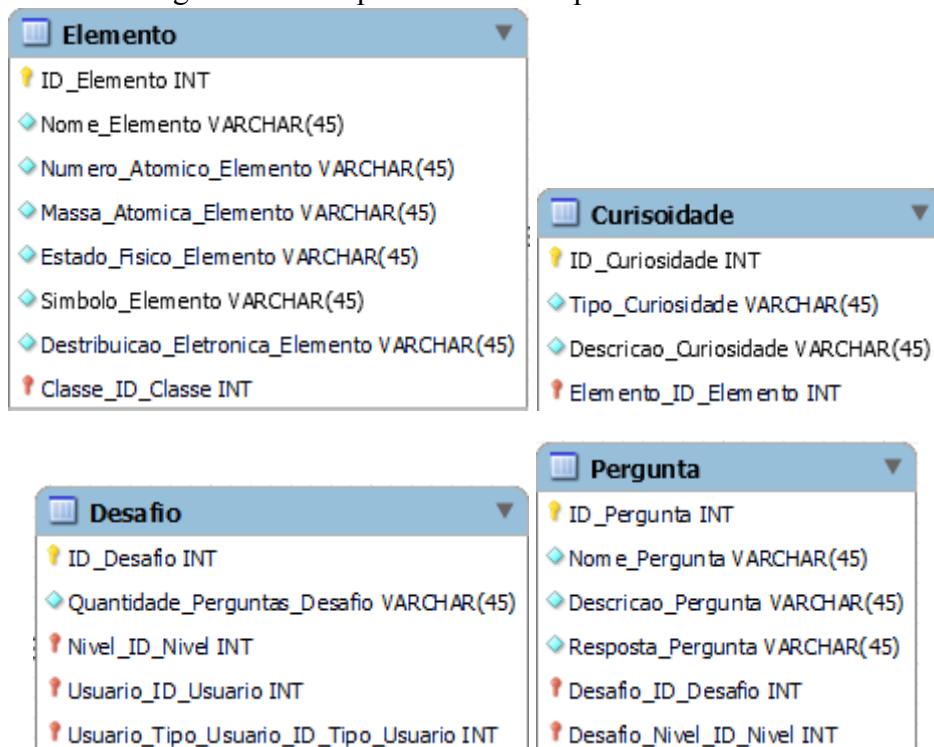 Elemento
ID_Elemento INT
Nome_Elemento VARCHAR(45)
Numero_Atomico_Elemento VARCHAR(45)
Massa_Atomica_Elemento VARCHAR(45)
Estado_Fisico_Elemento VARCHAR(45)
Simbolo_Elemento VARCHAR(45)
Destribuicao_Eletronica_Elemento VARCHAR(45)
Classe_ID_Classe INT
Curisoidade
ID_Curiosidade INT
Tipo_Curiosidade VARCHAR(45)
Descricao_Curiosidade VARCHAR(45)
Elemento_ID_Elemento INT
Desafio
ID_Desafio INT
Quantidade_Perguntas_Desafio VARCHAR(45)
Nivel_ID_Nivel INT
Usuario_ID_Usuario INT
Usuario_Tipo_Usuario_ID_Tipo_Usuario INT
Pergunta
ID_Pergunta INT
Nome_Pergunta VARCHAR(45)
Descricao_Pergunta VARCHAR(45)
Resposta_Pergunta VARCHAR(45)
Desafio_ID_Desafio INT
Desafio_Nivel_ID_Nivel INT